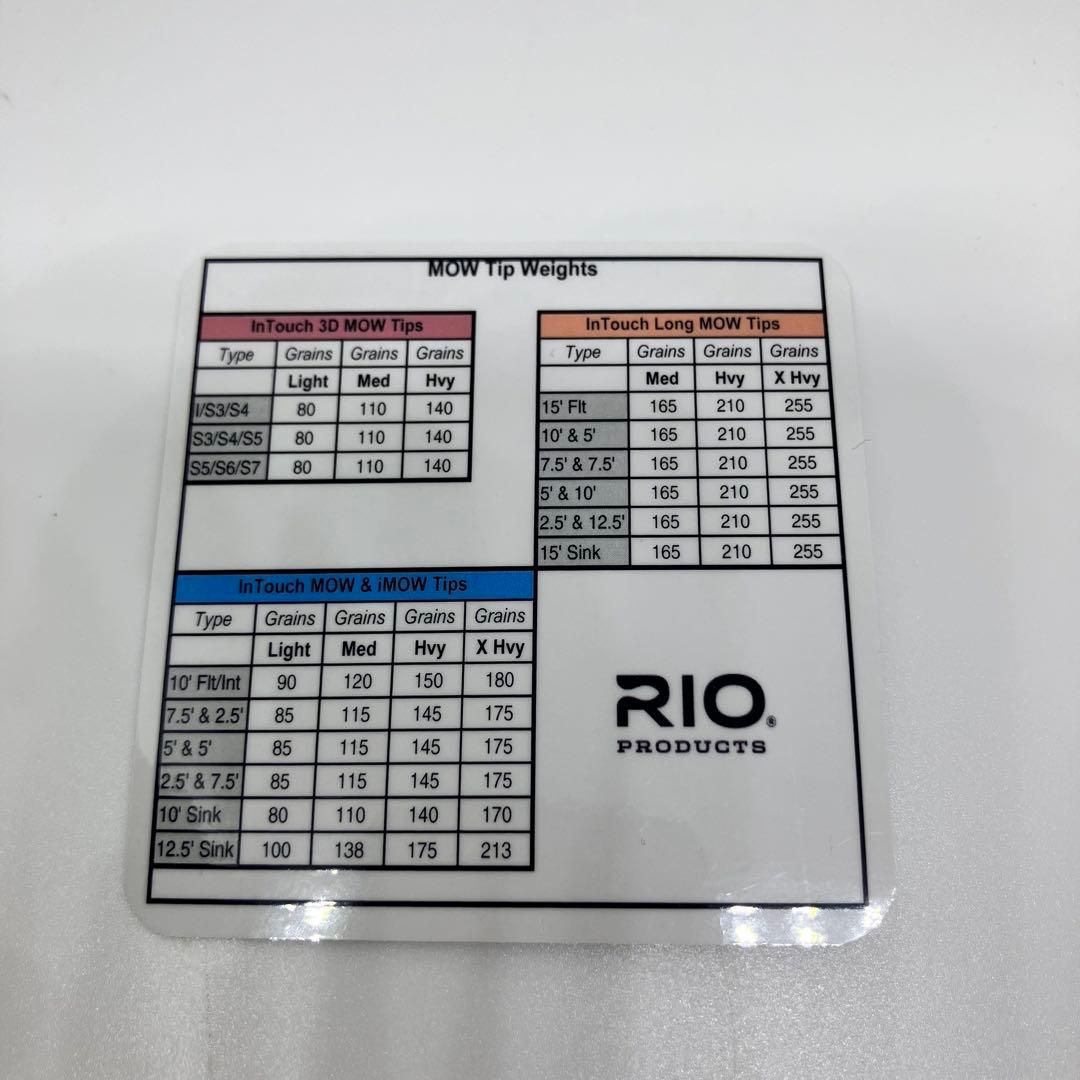 MOW Tip Weights
InTouch 3D MOW Tips
Type Grains Grains Grains
Light Med Hvy
I/S3/S4 80 110 140
S3/S4/S5 80 110 140
S5/S6/S7 80 110 140
InTouch Long MOW Tips
Type Grains Grains Grains
Med Hvy X Hvy
15' Flt 165 210 255
10' & 5' 165 210 255
7.5' & 7.5' 165 210 255
5' & 10' 165 210 255
2.5' & 12.5' 165 210 255
15' Sink 165 210 255
InTouch MOW & iMOW Tips
Type Grains Grains Grains Grains
Light Med Hvy X Hvy
10' Flt/Int 90 120 150 180
7.5' & 2.5' 85 115 145 175
5' & 5' 85 115 145 175
2.5' & 7.5' 85 115 145 175
10' Sink 80 110 140 170
12.5' Sink 100 138 175 213
RIO®
PRODUCTS